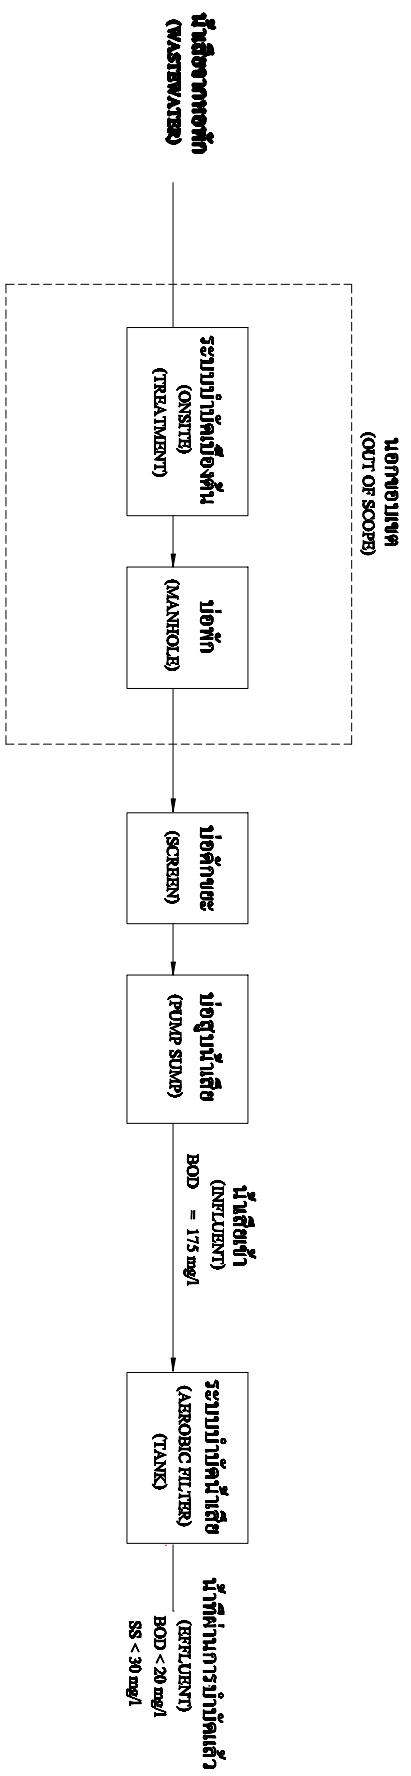 น้ำเสียจากหอพัก
(WASTEWATER)
นอกขอบเขต
(OUT OF SCOPE)
ระบบบำบัดเบื้องต้น
(ONSITE)
(TREATMENT)
บ่อพัก
(MANHOLE)
บ่อดักขยะ
(SCREEN)
บ่อสูบน้ำเสีย
(PUMP SUMP)
น้ำเสียเข้า
(INFLUENT)
BOD = 175 mg/l
ระบบบำบัดน้ำเสีย
(AEROBIC FILTER)
(TANK)
น้ำที่ผ่านการบำบัดแล้ว
(EFFLUENT)
BOD < 20 mg/l
SS < 30 mg/l